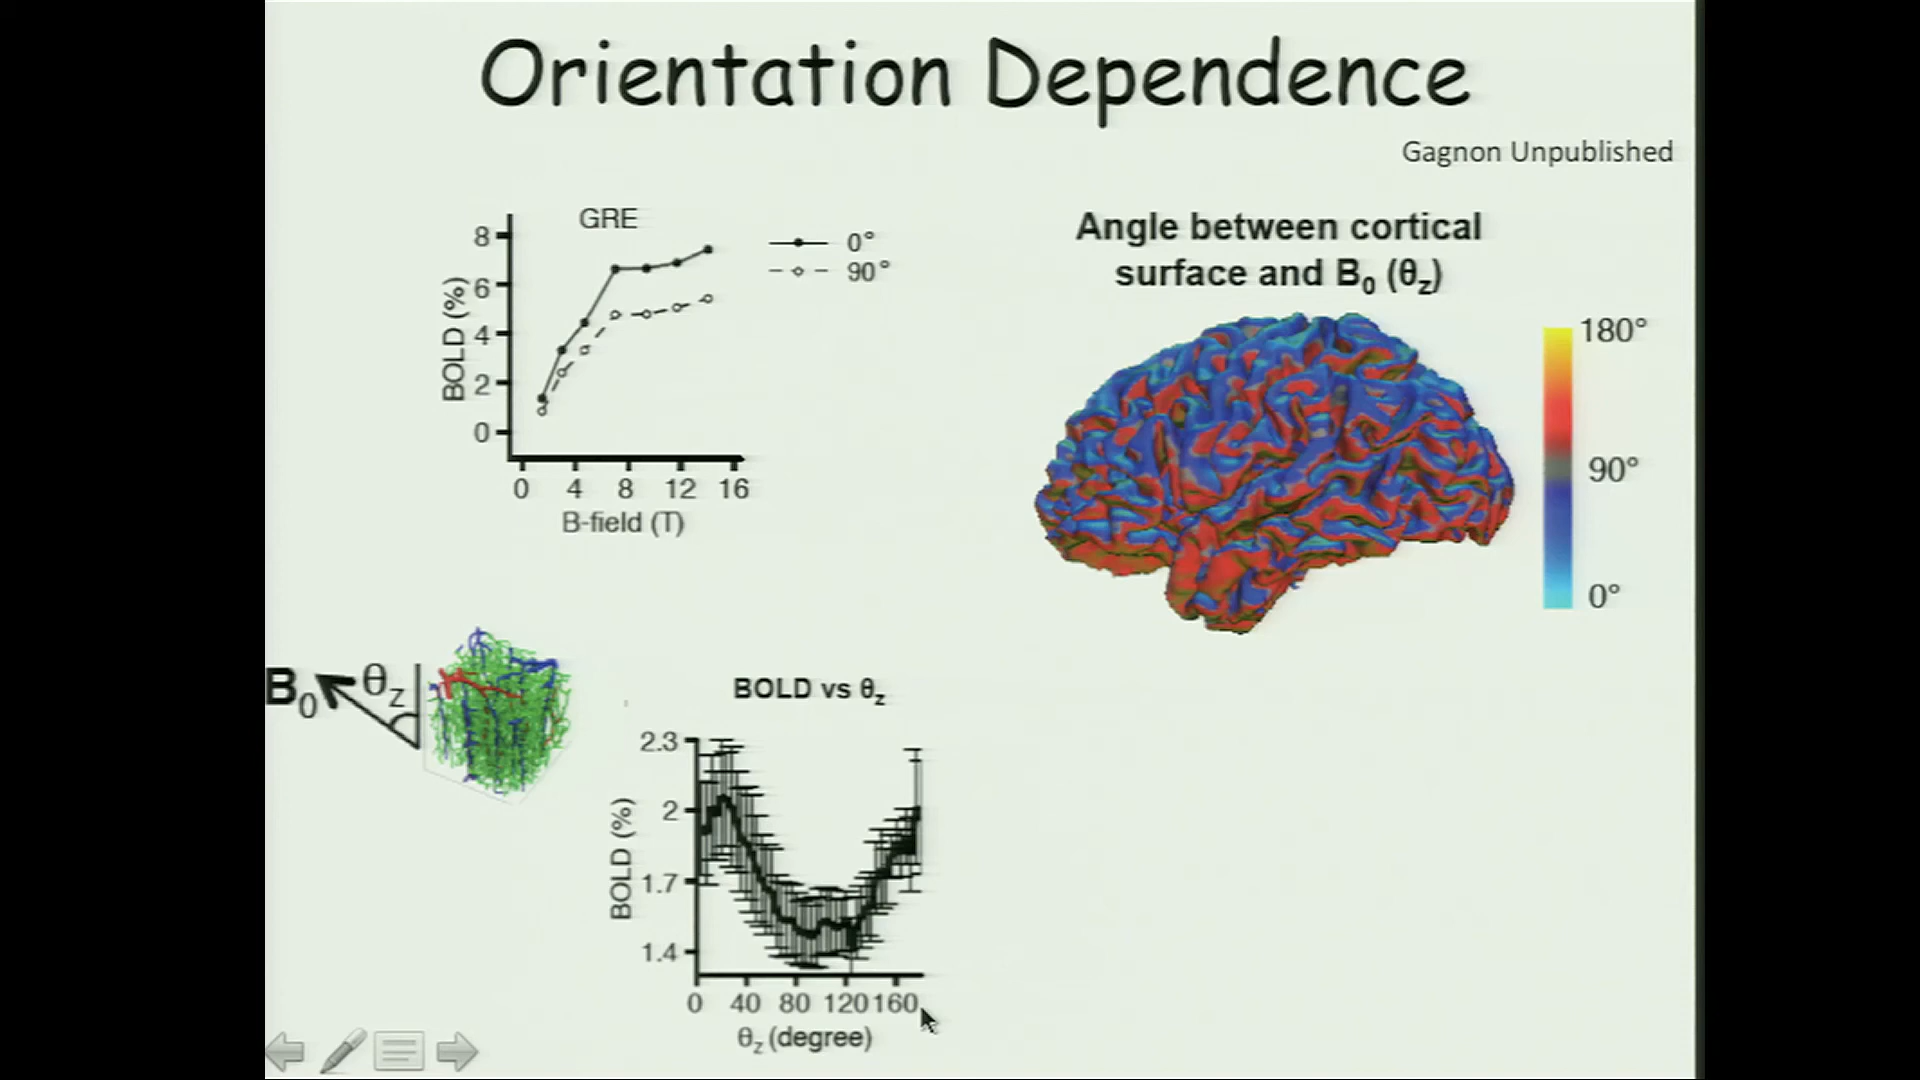 Orientation Dependence
Gagnon Unpublished
GRE
0°
90°
BOLD (%)
8
6
4
2
0
0 4 8 12 16
B-field (T)
Angle between cortical
surface and B₀ (θz)
180°
90°
0°
B₀
θz
BOLD vs θz
BOLD (%)
2.3
2
1.7
1.4
0 40 80 120 160
θz (degree)